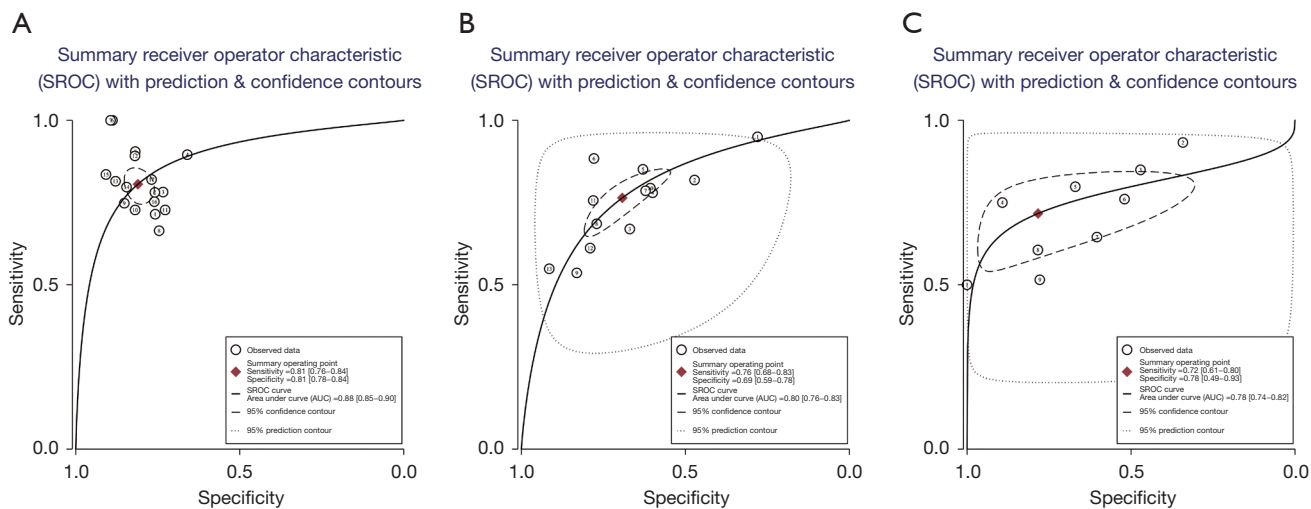 A
Summary receiver operator characteristic
(SROC) with prediction & confidence contours
Sensitivity
1.0
0.5
0.0
1.0
0.5
0.0
Specificity
Observed data
Summary operating point
Sensitivity =0.81 [0.76–0.84]
Specificity =0.81 [0.78–0.84]
SROC curve
Area under curve (AUC) =0.88 [0.85–0.90]
95% confidence contour
95% prediction contour
B
Summary receiver operator characteristic
(SROC) with prediction & confidence contours
Sensitivity
1.0
0.5
0.0
1.0
0.5
0.0
Specificity
Observed data
Summary operating point
Sensitivity =0.76 [0.68–0.83]
Specificity =0.69 [0.59–0.78]
SROC curve
Area under curve (AUC) =0.80 [0.76–0.83]
95% confidence contour
95% prediction contour
C
Summary receiver operator characteristic
(SROC) with prediction & confidence contours
Sensitivity
1.0
0.5
0.0
1.0
0.5
0.0
Specificity
Observed data
Summary operating point
Sensitivity =0.72 [0.61–0.80]
Specificity =0.78 [0.49–0.93]
SROC curve
Area under curve (AUC) =0.78 [0.74–0.82]
95% confidence contour
95% prediction contour